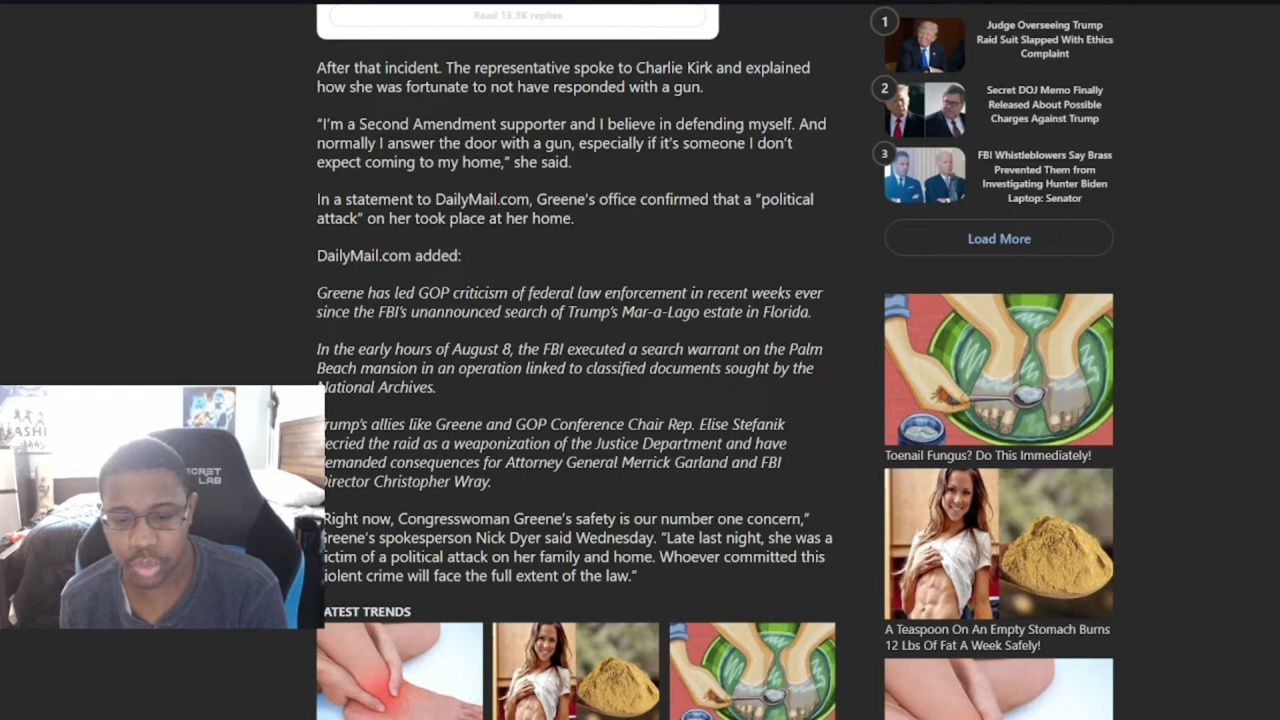 Read 13.3K replies
After that incident. The representative spoke to Charlie Kirk and explained
how she was fortunate to not have responded with a gun.
“I’m a Second Amendment supporter and I believe in defending myself. And
normally I answer the door with a gun, especially if it’s someone I don’t
expect coming to my home,” she said.
In a statement to DailyMail.com, Greene’s office confirmed that a “political
attack” on her took place at her home.
DailyMail.com added:
Greene has led GOP criticism of federal law enforcement in recent weeks ever
since the FBI’s unannounced search of Trump’s Mar-a-Lago estate in Florida.
In the early hours of August 8, the FBI executed a search warrant on the Palm
Beach mansion in an operation linked to classified documents sought by the
National Archives.
rump’s allies like Greene and GOP Conference Chair Rep. Elise Stefanik
ecried the raid as a weaponization of the Justice Department and have
emanded consequences for Attorney General Merrick Garland and FBI
irector Christopher Wray.
Right now, Congresswoman Greene’s safety is our number one concern,”
reene’s spokesperson Nick Dyer said Wednesday. “Late last night, she was a
ictim of a political attack on her family and home. Whoever committed this
iolent crime will face the full extent of the law.”
ATEST TRENDS
1
Judge Overseeing Trump
Raid Suit Slapped With Ethics
Complaint
2
Secret DOJ Memo Finally
Released About Possible
Charges Against Trump
3
FBI Whistleblowers Say Brass
Prevented Them from
Investigating Hunter Biden
Laptop: Senator
Load More
Toenail Fungus? Do This Immediately!
A Teaspoon On An Empty Stomach Burns
12 Lbs Of Fat A Week Safely!
CRET
LAB